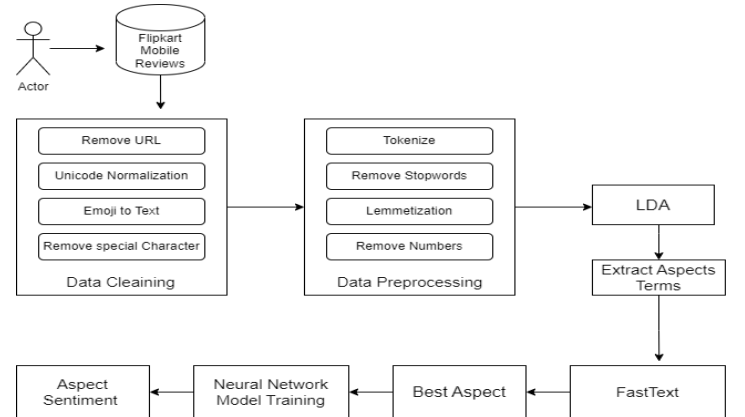 Flipkart
Mobile
Reviews
Actor
Remove URL
Unicode Normalization
Emoji to Text
Remove special Character
Data Cleaining
Tokenize
Remove Stopwords
Lemmetization
Remove Numbers
Data Preprocessing
LDA
Extract Aspects
Terms
Aspect
Sentiment
Neural Network
Model Training
Best Aspect
FastText